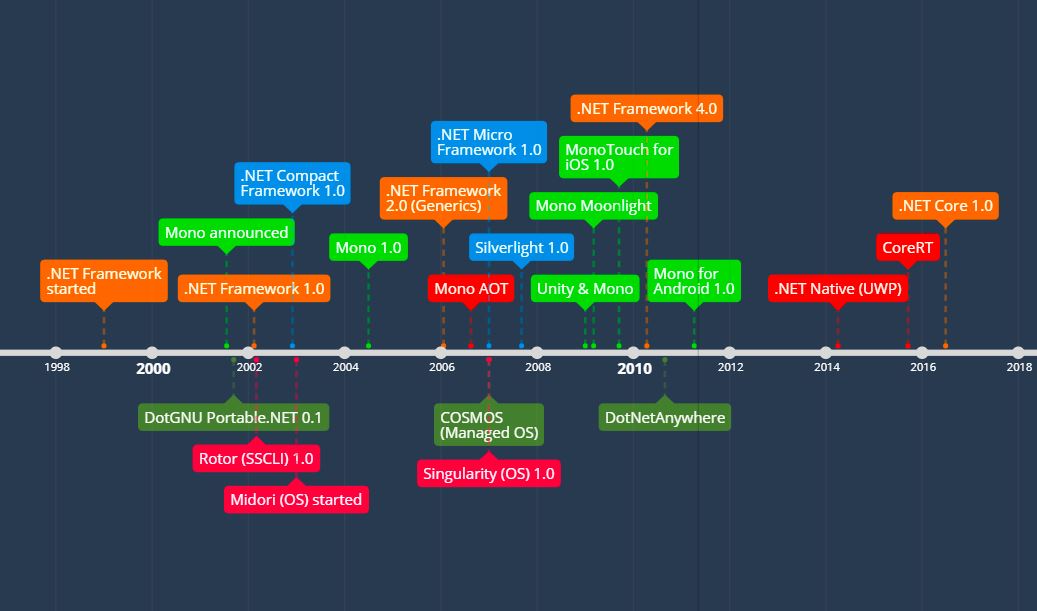 .NET Framework 4.0
.NET Micro
Framework 1.0
MonoTouch for
iOS 1.0
.NET Compact
Framework 1.0
.NET Framework
2.0 (Generics)
Mono Moonlight
.NET Core 1.0
Mono announced
Mono 1.0
Silverlight 1.0
CoreRT
.NET Framework
started
.NET Framework 1.0
Mono AOT
Unity & Mono
Mono for
Android 1.0
.NET Native (UWP)
1998
2000
2002
2004
2006
2008
2010
2012
2014
2016
2018
DotGNU Portable.NET 0.1
COSMOS
(Managed OS)
DotNetAnywhere
Rotor (SSCLI) 1.0
Singularity (OS) 1.0
Midori (OS) started